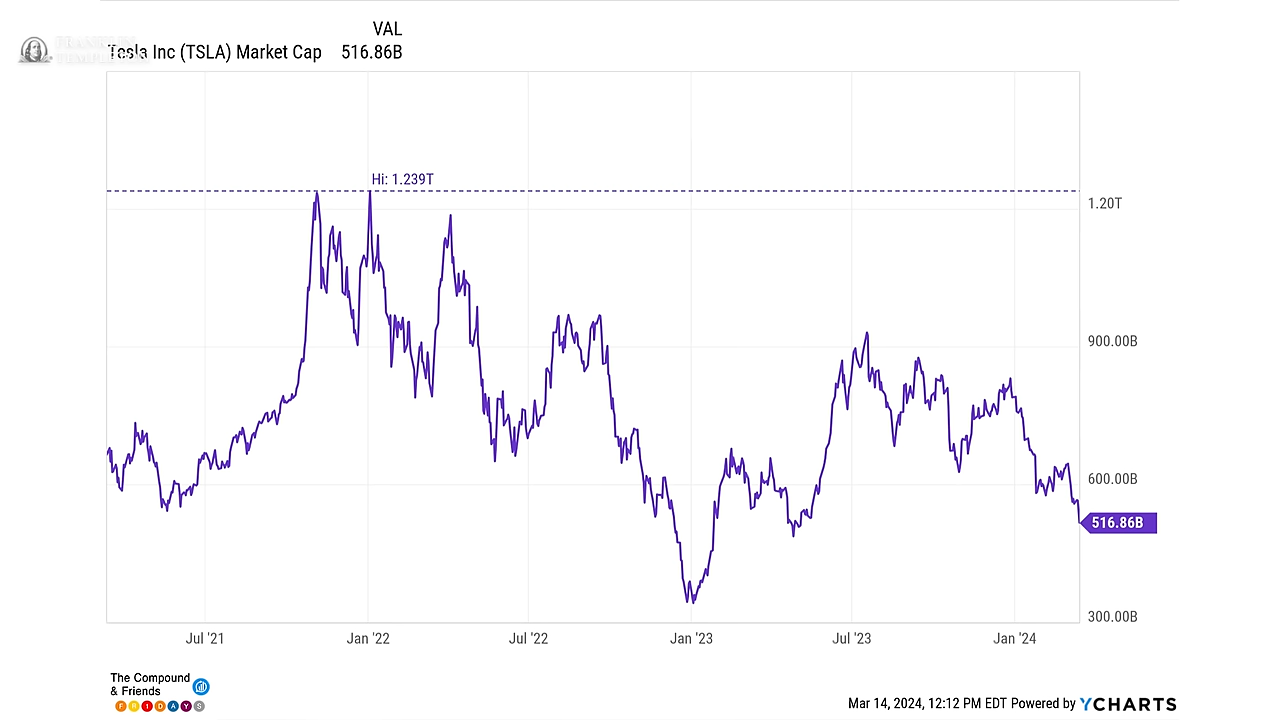 VAL
FRANKLIN
TEMPLETON
Tesla Inc (TSLA) Market Cap 516.86B
Hi: 1.239T
1.20T
900.00B
600.00B
516.86B
300.00B
Jul '21 Jan '22 Jul '22 Jan '23 Jul '23 Jan '24
The Compound
& Friends
F R I D A Y S
Mar 14, 2024, 12:12 PM EDT Powered by YCHARTS